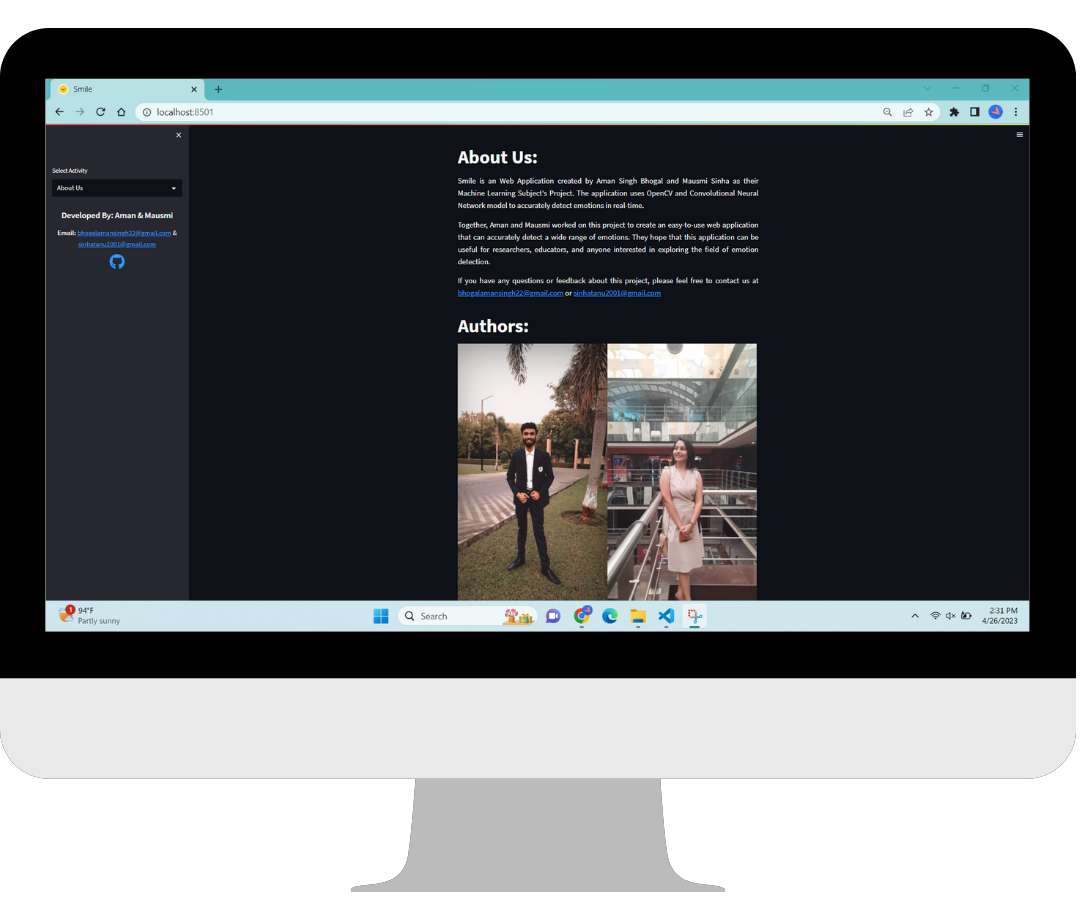 Smile
localhost:8501
Select Activity
About Us
Developed By: Aman & Mausmi
Email: bhogalamansingh22@gmail.com &
sinhatanu2001@gmail.com
About Us:
Smile is an Web Application created by Aman Singh Bhogal and Mausmi Sinha as their
Machine Learning Subject's Project. The application uses OpenCV and Convolutional Neural
Network model to accurately detect emotions in real-time.
Together, Aman and Mausmi worked on this project to create an easy-to-use web application
that can accurately detect a wide range of emotions. They hope that this application can be
useful for researchers, educators, and anyone interested in exploring the field of emotion
detection.
If you have any questions or feedback about this project, please feel free to contact us at
bhogalamansingh22@gmail.com or sinhatanu2001@gmail.com
Authors:
1
94°F
Partly sunny
Search
2:31 PM
4/26/2023